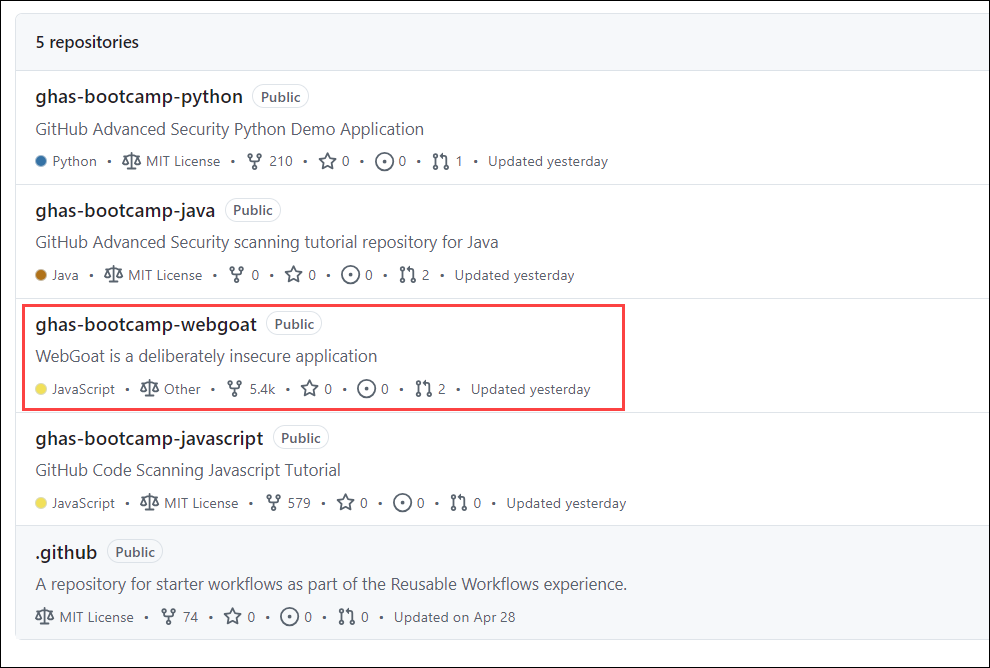 5 repositories
ghas-bootcamp-python Public
GitHub Advanced Security Python Demo Application
Python • MIT License • 210 • 0 • 0 • 1 • Updated yesterday
ghas-bootcamp-java Public
GitHub Advanced Security scanning tutorial repository for Java
Java • MIT License • 0 • 0 • 0 • 2 • Updated yesterday
ghas-bootcamp-webgoat Public
WebGoat is a deliberately insecure application
JavaScript • Other • 5.4k • 0 • 0 • 2 • Updated yesterday
ghas-bootcamp-javascript Public
GitHub Code Scanning Javascript Tutorial
JavaScript • MIT License • 579 • 0 • 0 • 0 • Updated yesterday
.github Public
A repository for starter workflows as part of the Reusable Workflows experience.
MIT License • 74 • 0 • 0 • 0 • Updated on Apr 28